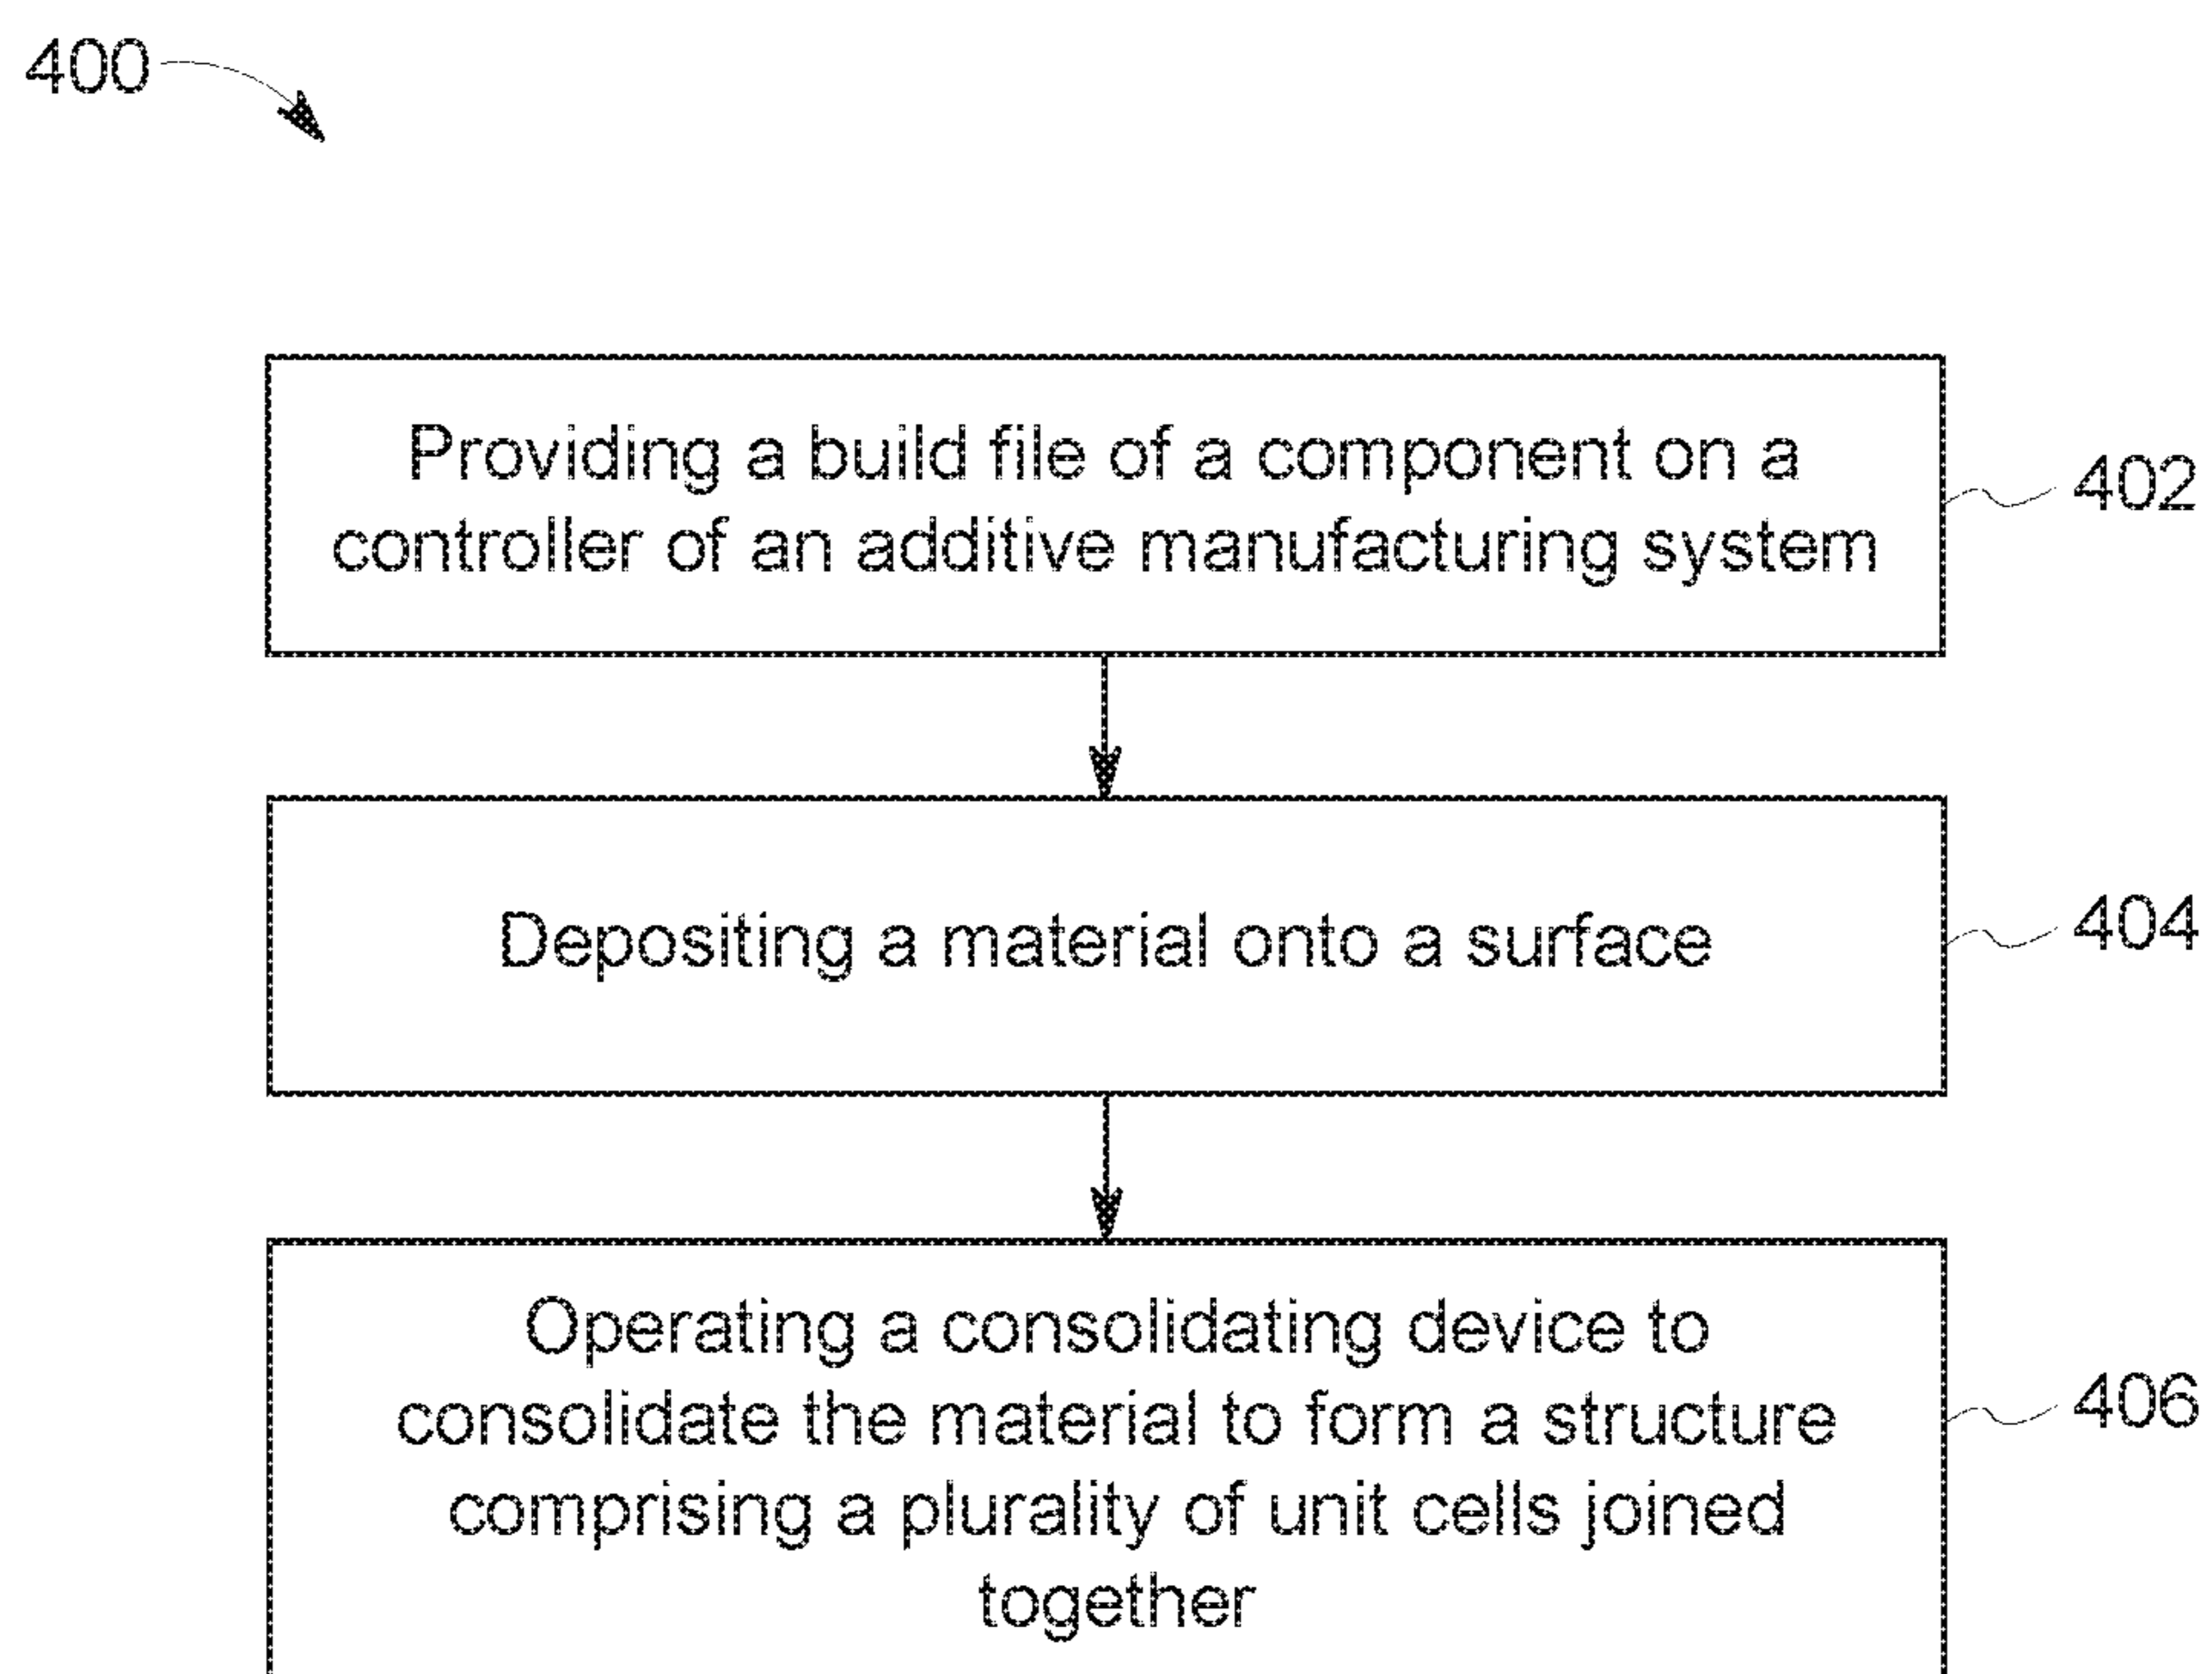 400
Providing a build file of a component on a
controller of an additive manufacturing system
402
Depositing a material onto a surface
404
Operating a consolidating device to
consolidate the material to form a structure
comprising a plurality of unit cells joined
together
406